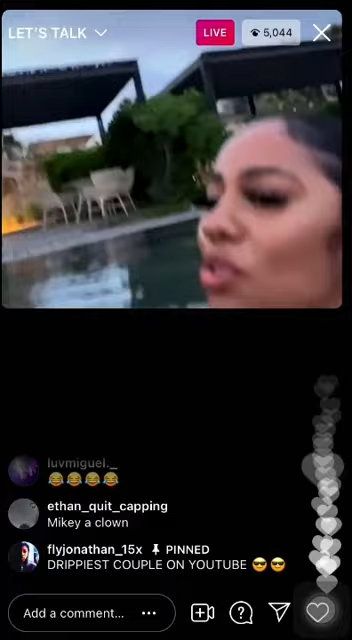 LET'S TALK
LIVE
5,044
luvmiguel._
😂😂😂😂
ethan_quit_capping
Mikey a clown
flyjonathan_15x PINNED
DRIPPIEST COUPLE ON YOUTUBE 😎😎
Add a comment...